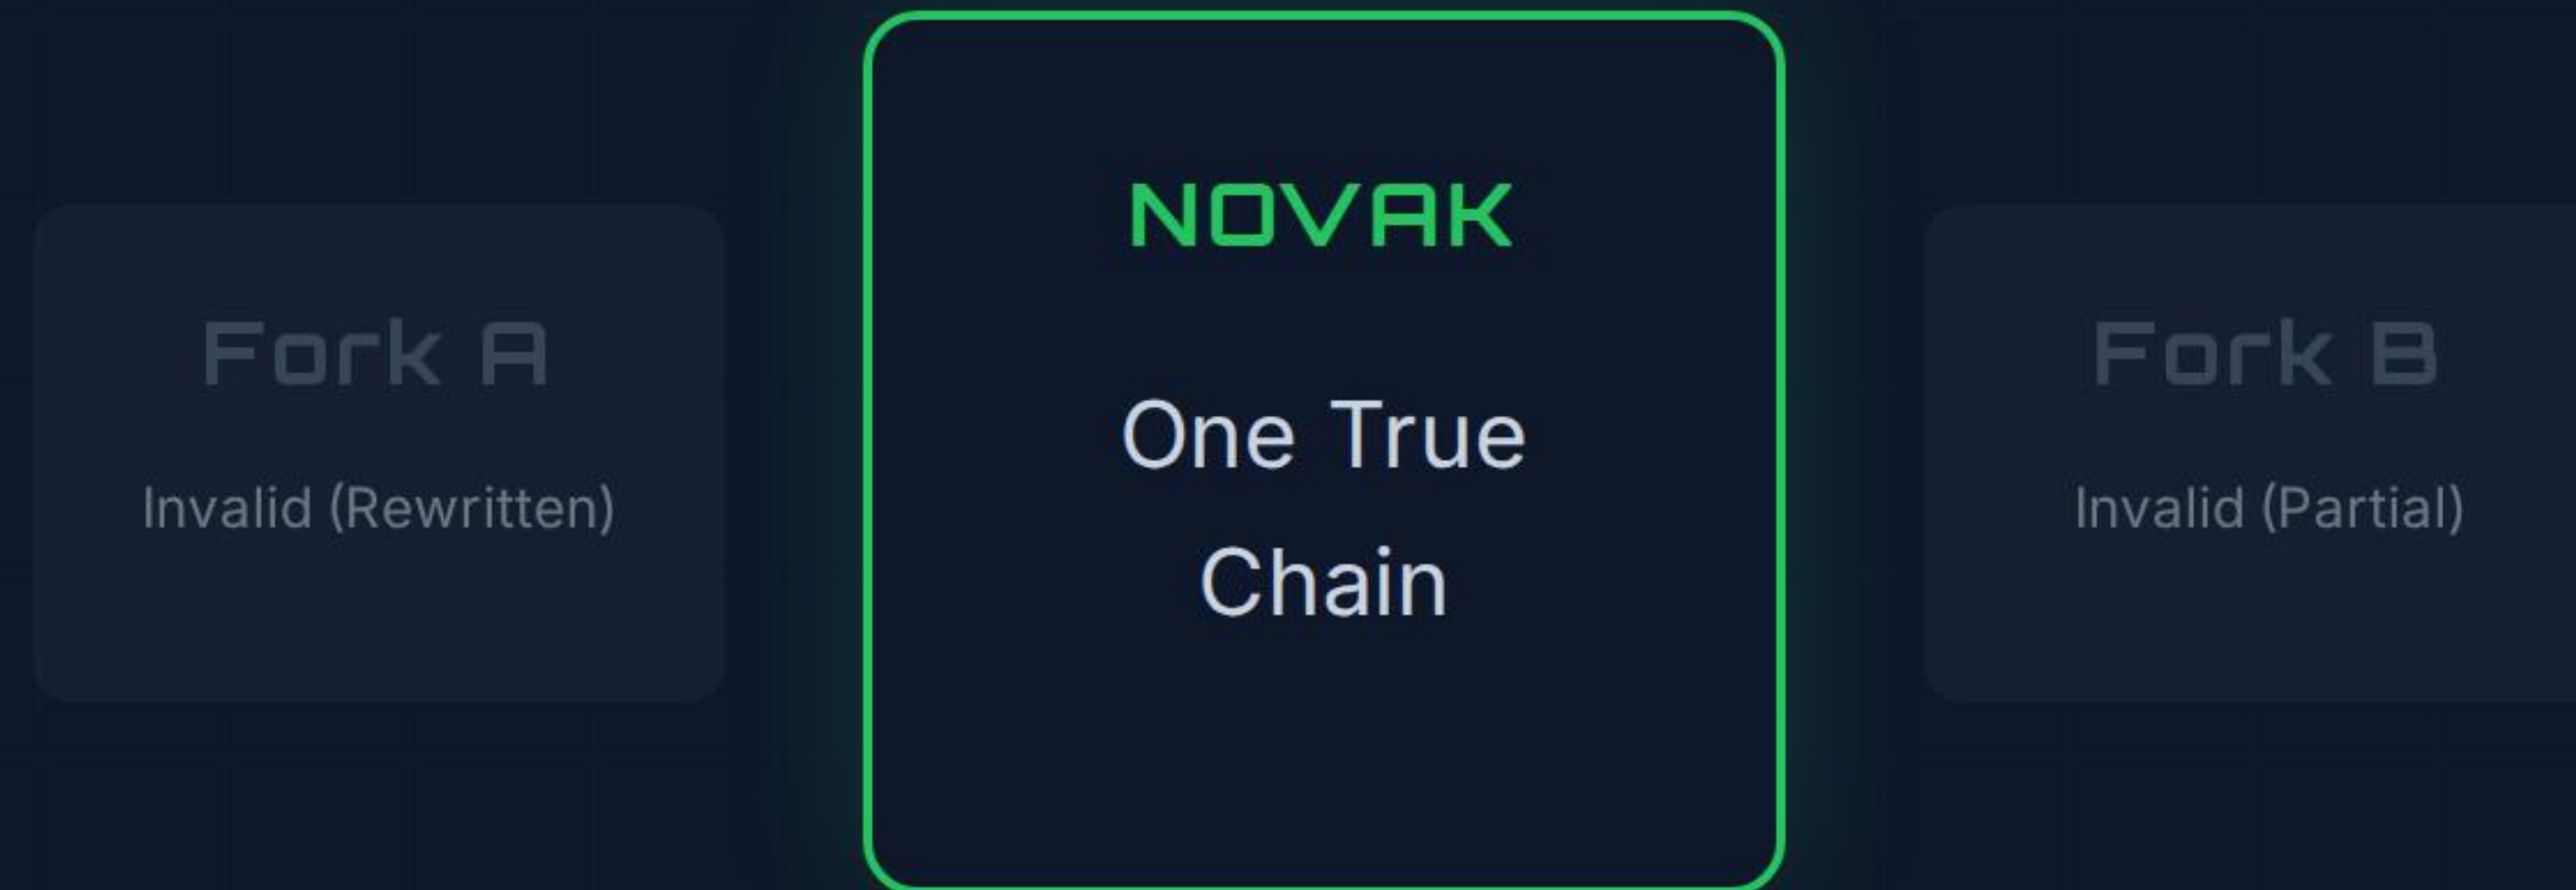 Fork A
Invalid (Rewritten)
NOVAK
One True
Chain
Fork B
Invalid (Partial)